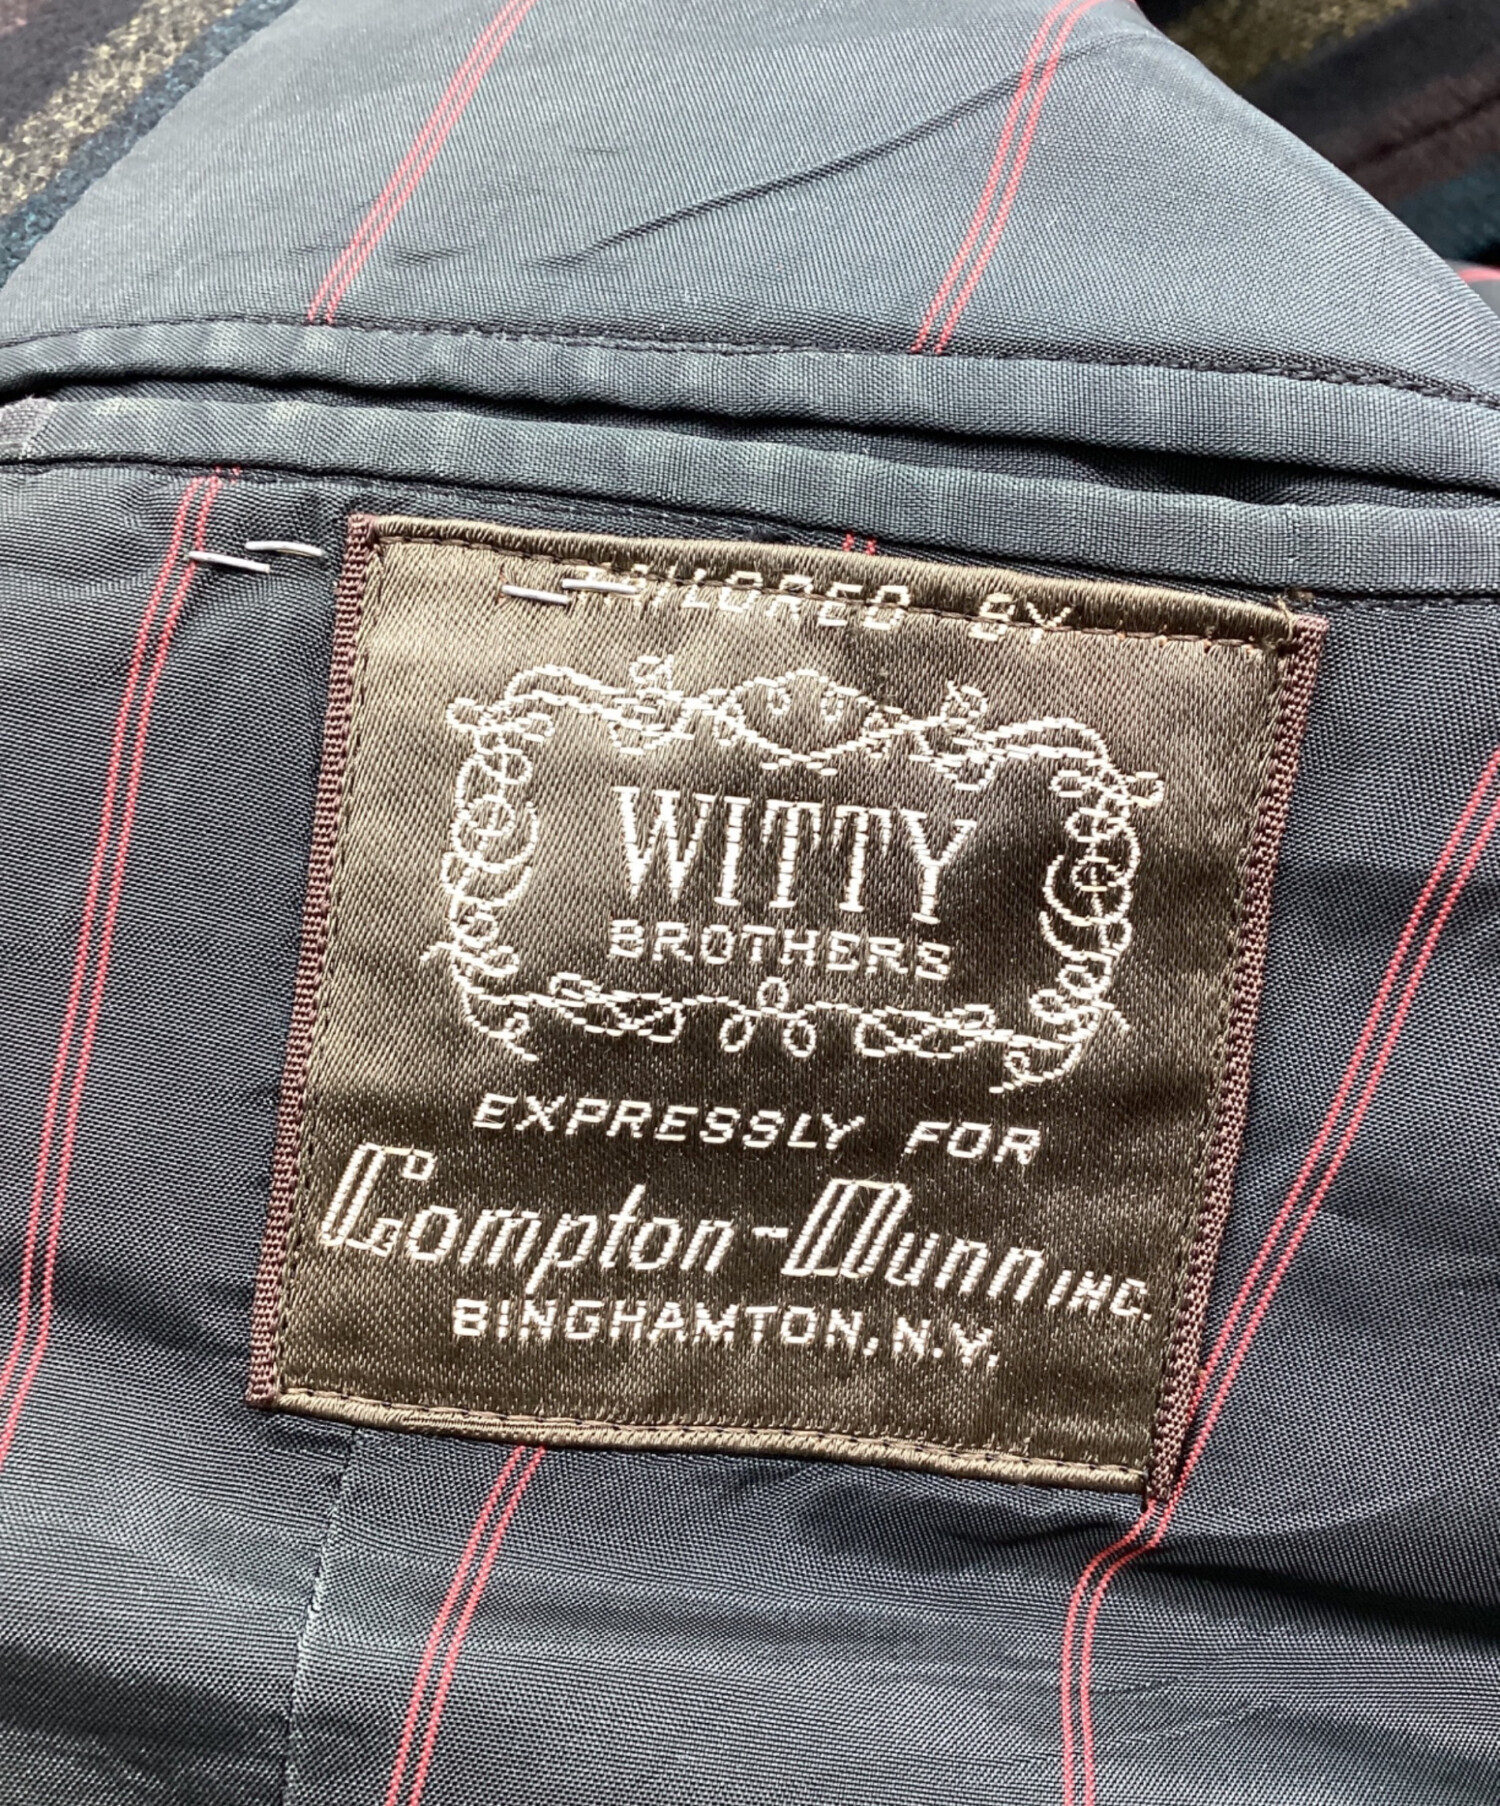 TAILORED BY
WITTY
BROTHERS
EXPRESSLY FOR
Compton-Dunn INC.
BINGHAMTON, N.Y.